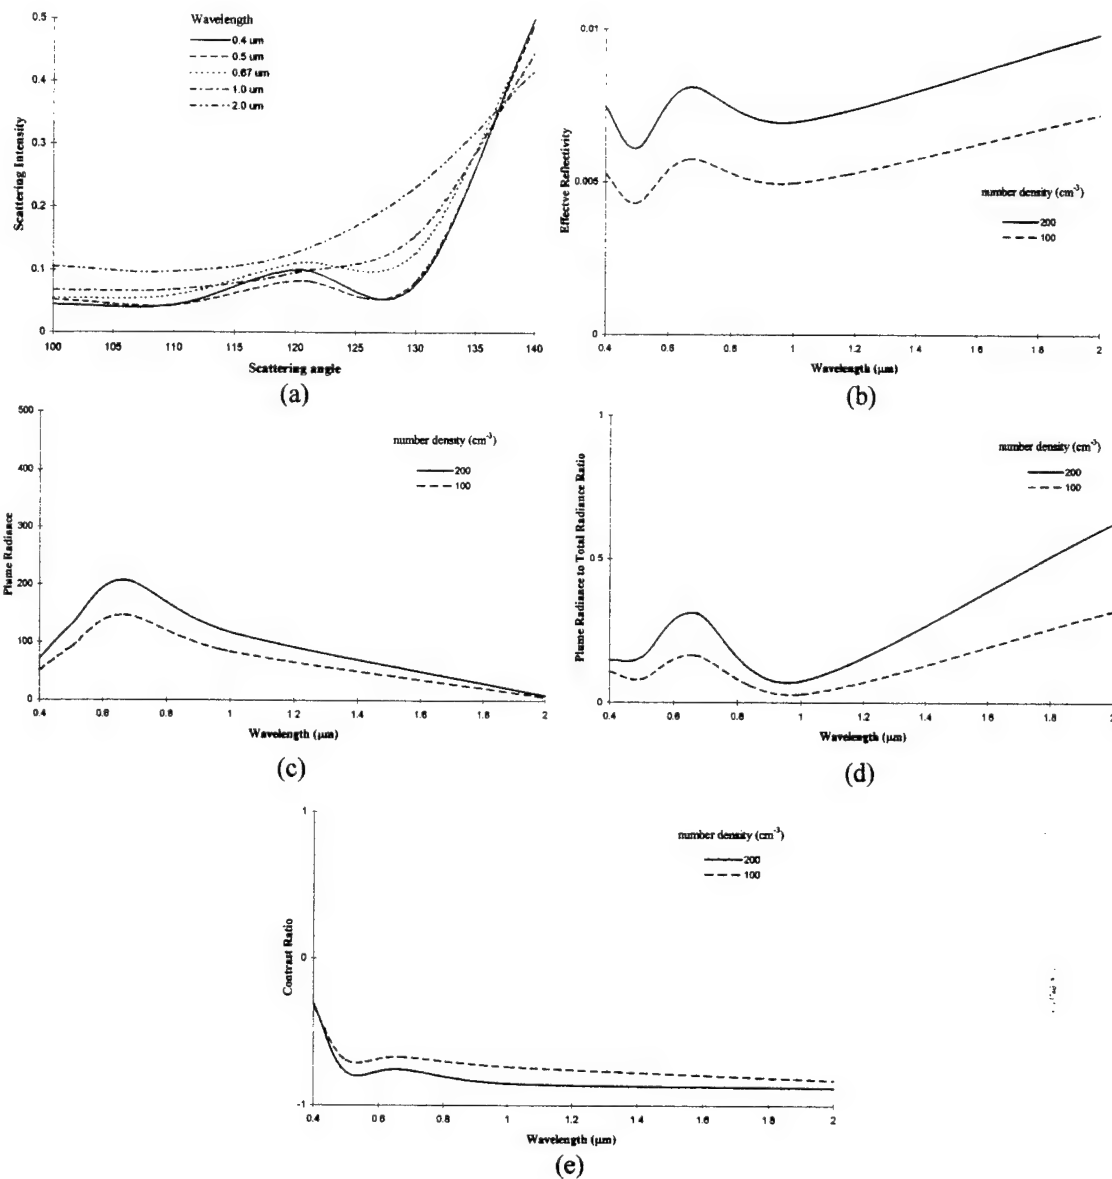 Wavelength
0.4 um
0.5 um
0.67 um
1.0 um
2.0 um
0.5
0.4
0.3
0.2
0.1
0
Scattering Intensity
100 105 110 115 120 125 130 135 140
Scattering angle
(a)
0.01
0.005
0
Effectve Reflectivity
number density (cm-3)
200
100
0.4 0.6 0.8 1 1.2 1.4 1.6 1.8 2
Wavelength (μm)
(b)
500
400
300
200
100
0
Plume Radiance
number density (cm-3)
200
100
0.4 0.6 0.8 1 1.2 1.4 1.6 1.8 2
Wavelength (μm)
(c)
1
0.5
0
Plume Radiance to Total Radiance Ratio
number density (cm-3)
200
100
0.4 0.6 0.8 1 1.2 1.4 1.6 1.8 2
Wavelength (μm)
(d)
1
0
-1
Contrast Ratio
number density (cm-3)
200
100
0.4 0.6 0.8 1 1.2 1.4 1.6 1.8 2
Wavelength (μm)
(e)